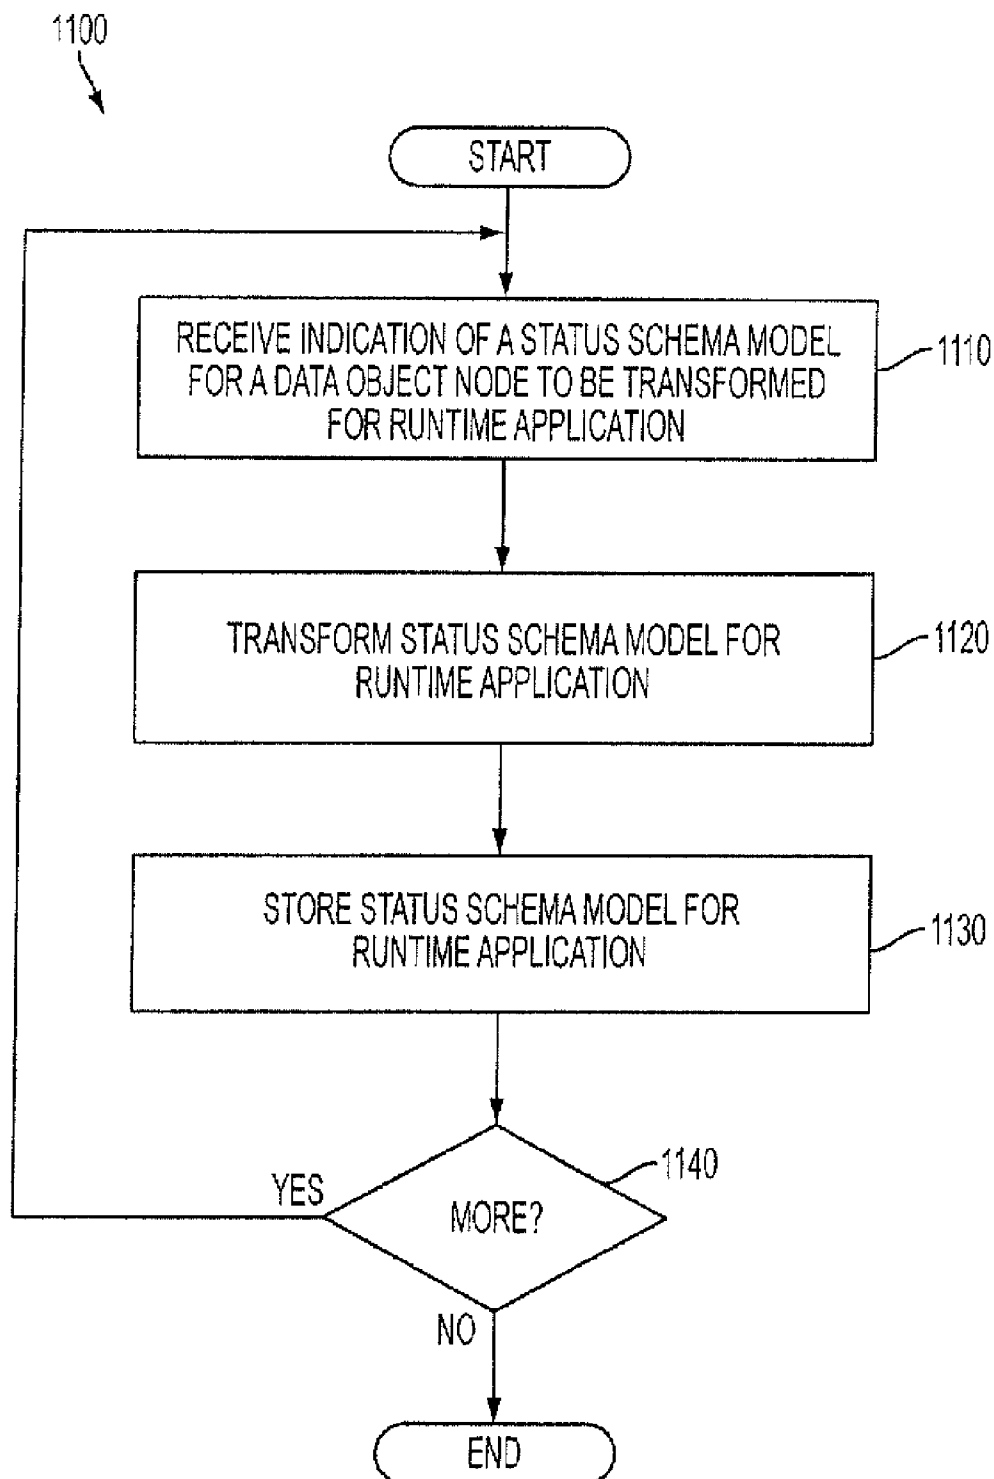 1100
START
RECEIVE INDICATION OF A STATUS SCHEMA MODEL
FOR A DATA OBJECT NODE TO BE TRANSFORMED
FOR RUNTIME APPLICATION
1110
TRANSFORM STATUS SCHEMA MODEL FOR
RUNTIME APPLICATION
1120
STORE STATUS SCHEMA MODEL FOR
RUNTIME APPLICATION
1130
MORE?
1140
YES
NO
END